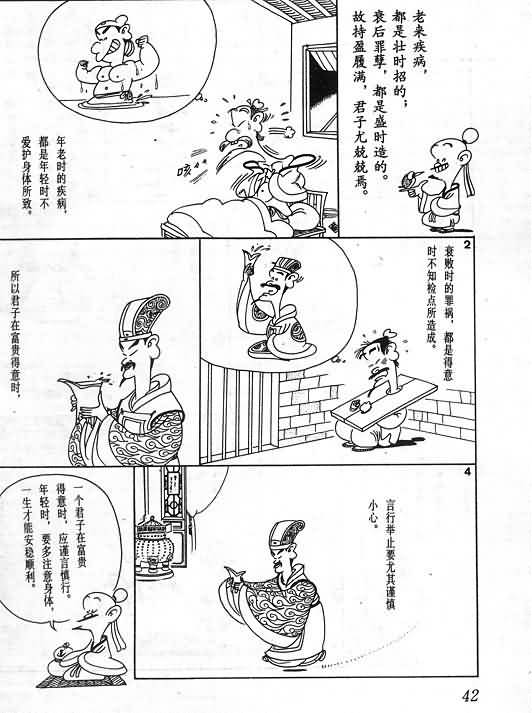 老来疾病，
都是壮时招的；
衰后罪孽，都是盛时造的。
故持盈履满，君子尤兢兢焉。
咳
年老时的疾病，
都是年轻时不
爱护身体所致。
2
衰败时的罪祸，都是得意
时不知检点所造成。
所以君子在富贵得意时，
4
言行举止要尤其谨慎
小心。
一个君子在富贵
得意时，应谨言慎行。
年轻时，要多注意身体，
一生才能安稳顺利。
42